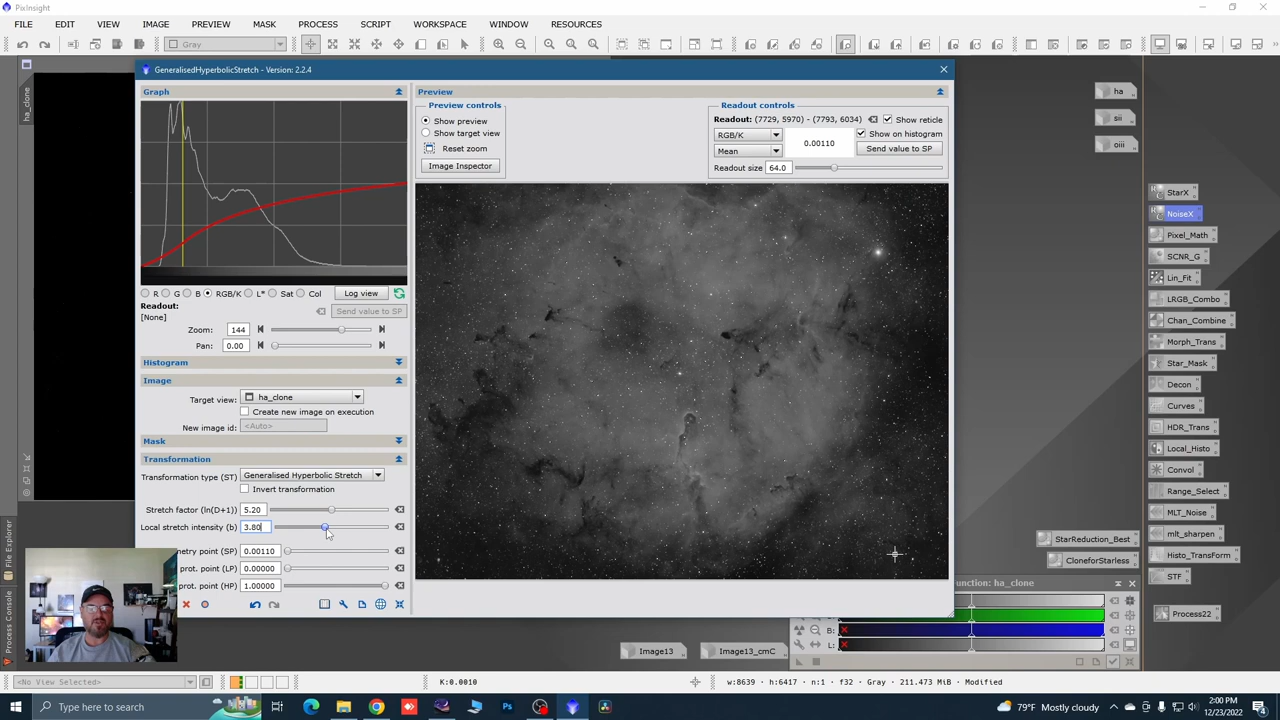 PixInsight
FILE EDIT VIEW IMAGE PREVIEW MASK PROCESS SCRIPT WORKSPACE WINDOW RESOURCES
Gray
ha_clone
GeneralisedHyperbolicStretch - Version: 2.2.4
Graph
R G B RGB/K L* Sat Col Log view
Readout:
[None]
Send value to SP
Zoom: 144
Pan: 0.00
Histogram
Image
Target view: ha_clone
Create new image on execution
New image id: <Auto>
Mask
Transformation
Transformation type (ST) Generalised Hyperbolic Stretch
Invert transformation
Stretch factor (ln(D+1)) 5.20
Local stretch intensity (b) 3.80
metry point (SP) 0.00110
prot. point (LP) 0.00000
prot. point (HP) 1.00000
Preview
Preview controls
Show preview
Show target view
Reset zoom
Image Inspector
Readout controls
Readout: (7729, 5970) - (7793, 6034) Show reticle
RGB/K
Mean
0.00110
Show on histogram
Send value to SP
Readout size 64.0
ha
sii
oiii
StarX
NoiseX
Pixel_Math
SCNR_G
Lin_Fit
LRGB_Combo
Chan_Combine
Morph_Trans
Star_Mask
Decon
Curves
HDR_Trans
Local_Histo
Convol
Range_Select
MLT_Noise
mlt_sharpen
StarReduction_Best
Histo_TransForm
CloneforStarless
STF
Process22
Function: ha_clone
B:
Image13
Image13_cmC
File Explorer
Process Console
<No View Selected>
K:0.0010
w:8639 · h:6417 · n:1 · f32 · Gray · 211.473 MiB · Modified
Type here to search
79°F Mostly cloudy
2:00 PM
12/23/2022